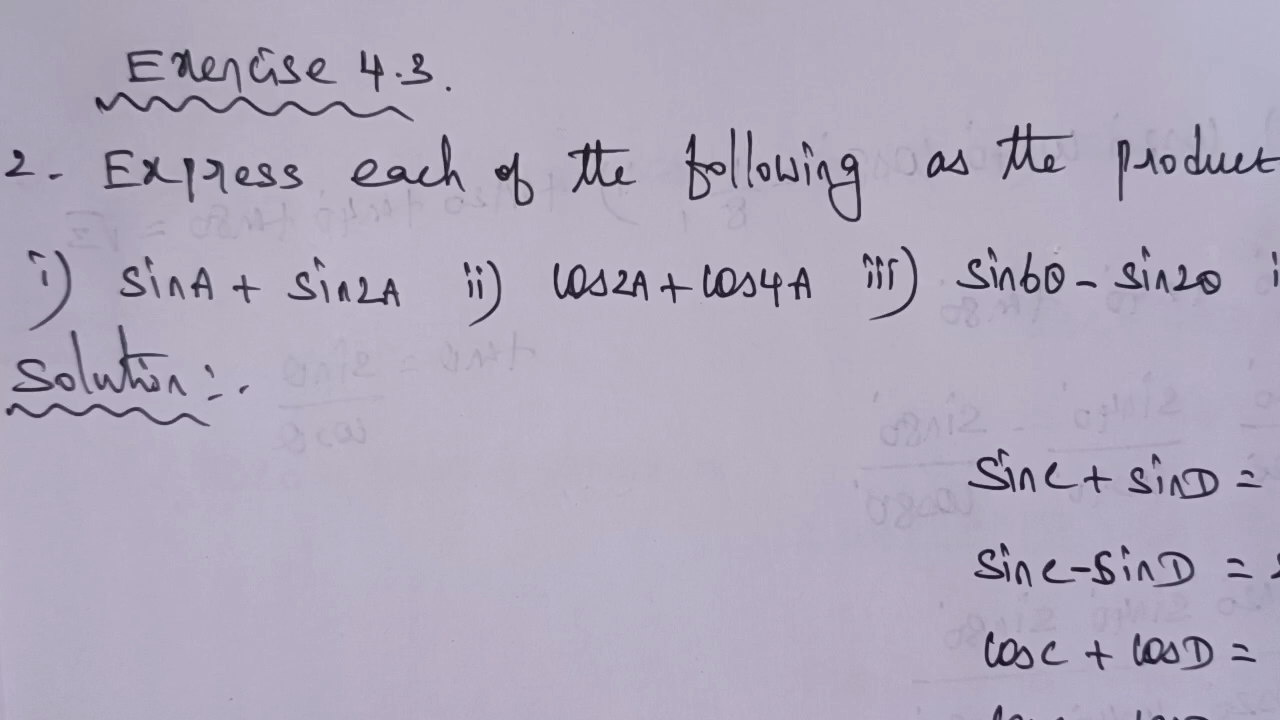 Exercise 4.3.
2. Express each of the following as the product
i) sinA + sin2A ii) cos2A + cos4A iii) sin6θ - sin2θ i
Solution:-.
sinC + sinD =
sinC - sinD =
cosC + cosD =